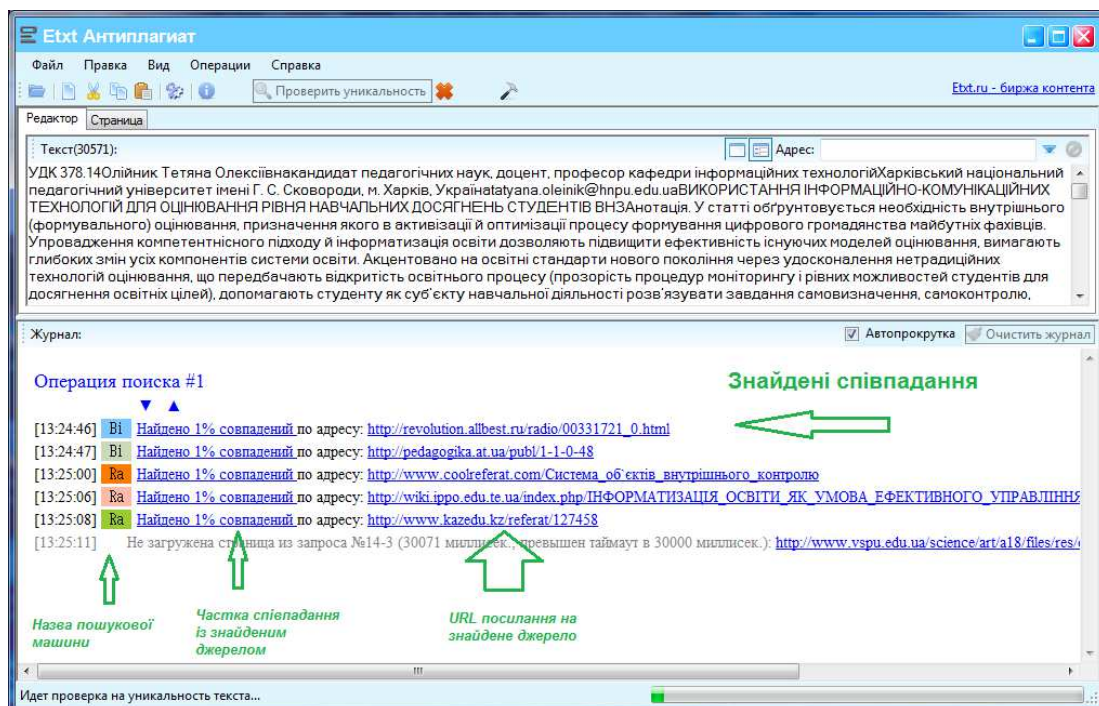 Etxt Антиплагиат
Файл Правка Вид Операции Справка
Проверить уникальность Etxt.ru - биржа контента
Редактор Страница
Текст(30571): Адрес:
УДК 378.14Олійник Тетяна Олексіївнакандидат педагогічних наук, доцент, професор кафедри інформаційних технологійХарківський національний
педагогічний університет імені Г. С. Сковороди, м. Харків, Українаtatyana.oleinik@hnpu.edu.uaВИКОРИСТАННЯ ІНФОРМАЦІЙНО-КОМУНІКАЦІЙНИХ
ТЕХНОЛОГІЙ ДЛЯ ОЦІНЮВАННЯ РІВНЯ НАВЧАЛЬНИХ ДОСЯГНЕНЬ СТУДЕНТІВ ВНЗАнотація. У статті обґрунтовується необхідність внутрішнього
(формувального) оцінювання, призначення якого в активізації й оптимізації процесу формування цифрового громадянства майбутніх фахівців.
Упровадження компетентнісного підходу й інформатизація освіти дозволяють підвищити ефективність існуючих моделей оцінювання, вимагають
глибоких змін усіх компонентів системи освіти. Акцентовано на освітні стандарти нового покоління через удосконалення нетрадиційних
технологій оцінювання, що передбачають відкритість освітнього процесу (прозорість процедур моніторингу і рівних можливостей студентів для
досягнення освітніх цілей), допомагають студенту як суб`єкту навчальної діяльності розв`язувати завдання самовизначення, самоконтролю,
Журнал: Автопрокрутка Очистить журнал
Операция поиска #1
Знайдені співпадання
[13:24:46] Bi Найдено 1% совпадений по адресу: http://revolution.allbest.ru/radio/00331721_0.html
[13:24:47] Bi Найдено 1% совпадений по адресу: http://pedagogika.at.ua/publ/1-1-0-48
[13:25:00] Ra Найдено 1% совпадений по адресу: http://www.coolreferat.com/Система_об`єктів_внутрішнього_контролю
[13:25:06] Ra Найдено 1% совпадений по адресу: http://wiki.ippo.edu.te.ua/index.php/ІНФОРМАТИЗАЦІЯ_ОСВІТИ_ЯК_УМОВА_ЕФЕКТИВНОГО_УПРАВЛІННЯ
[13:25:08] Ra Найдено 1% совпадений по адресу: http://www.kazedu.kz/referat/127458
[13:25:11] Не загружена страница из запроса №14-3 (30071 миллисек., превышен таймаут в 30000 миллисек.): http://www.vspu.edu.ua/science/art/a18/files/res/
Назва пошукової
машини
Частка співпадання
із знайденим
джерелом
URL посилання на
знайдене джерело
Идет проверка на уникальность текста...